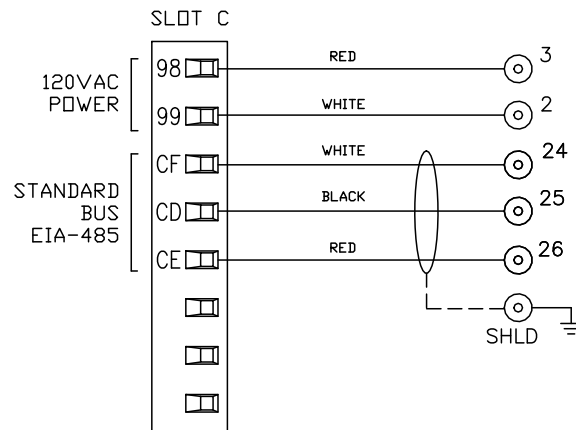 SLOT C
120VAC
POWER
98 RED 3
99 WHITE 2
STANDARD
BUS
EIA-485
CF WHITE 24
CD BLACK 25
CE RED 26
SHLD